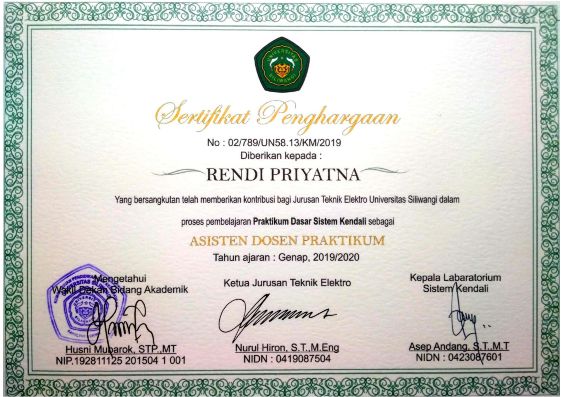 UNIVERSITAS SILIWANGI
Sertifikat Penghargaan
No : 02/789/UN58.13/KM/2019
Diberikan kepada :
RENDI PRIYATNA
Yang bersangkutan telah memberikan kontribusi bagi Jurusan Teknik Elektro Universitas Siliwangi dalam
proses pembelajaran Praktikum Dasar Sistem Kendali sebagai
ASISTEN DOSEN PRAKTIKUM
Tahun ajaran : Genap, 2019/2020
Mengetahui
Wakil Dekan Bidang Akademik
Husni Mubarok, STP.,MT
NIP.192811125 201504 1 001
Ketua Jurusan Teknik Elektro
Nurul Hiron, S.T.,M.Eng
NIDN : 0419087504
Kepala Labaratorium
Sistem Kendali
Asep Andang, S.T.,M.T
NIDN : 0423087601